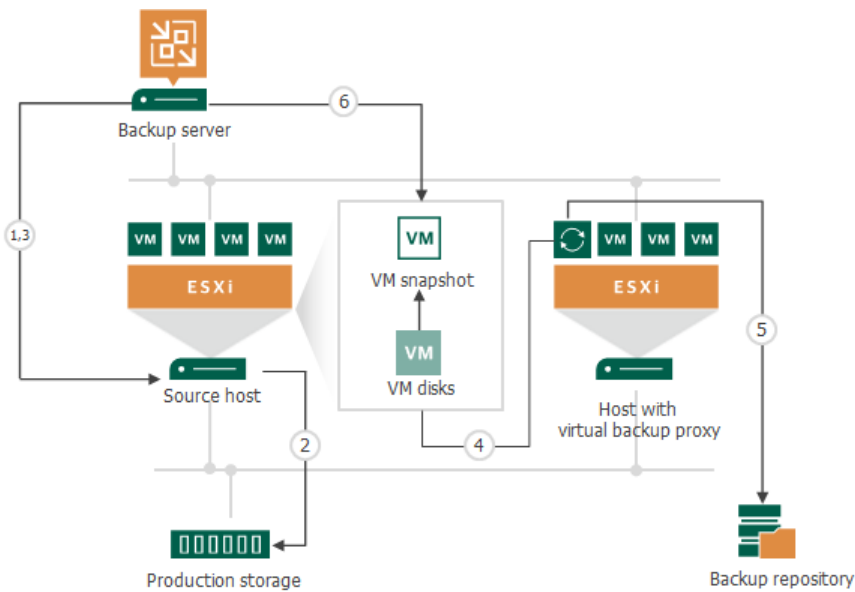 6
Backup server
1,3
VM VM VM VM
ESXi
Source host
2
Production storage
VM
VM snapshot
VM
VM disks
4
VM VM VM
ESXi
Host with
virtual backup proxy
5
Backup repository